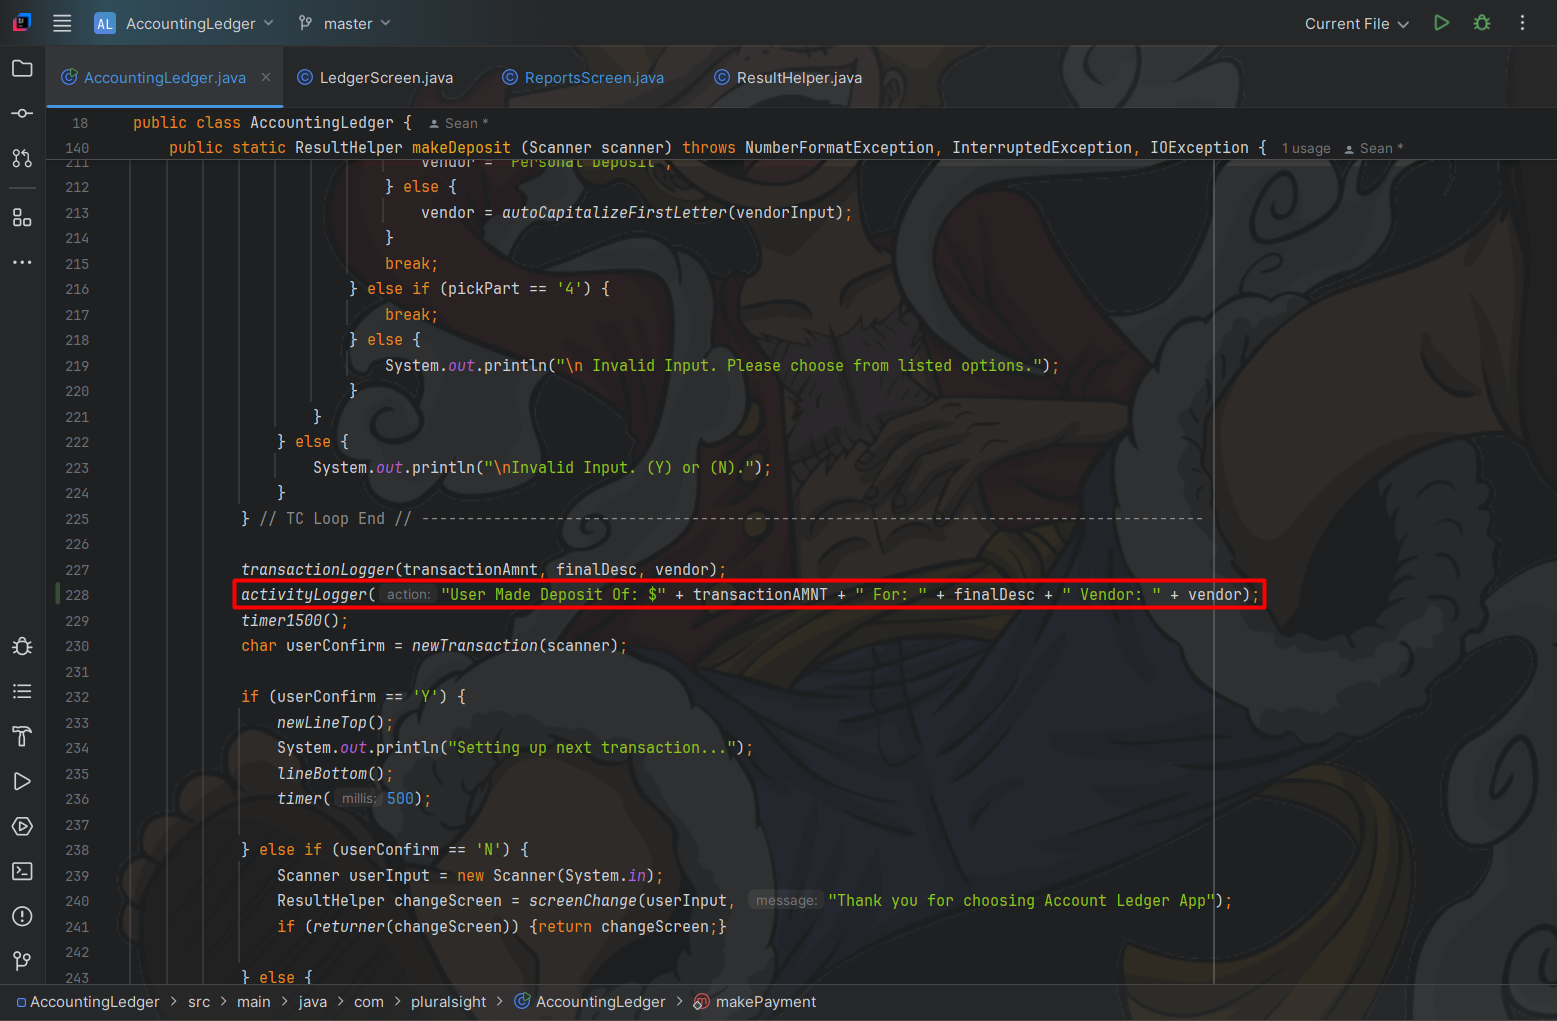 AL AccountingLedger master Current File
AccountingLedger.java LedgerScreen.java ReportsScreen.java ResultHelper.java
18 public class AccountingLedger { Sean *
140 public static ResultHelper makeDeposit (Scanner scanner) throws NumberFormatException, InterruptedException, IOException { 1 usage Sean *
211 vendor = "Personal Deposit";
212 } else {
213 vendor = autoCapitalizeFirstLetter(vendorInput);
214 }
215 break;
216 } else if (pickPart == '4') {
217 break;
218 } else {
219 System.out.println("\n Invalid Input. Please choose from listed options.");
220 }
221 }
222 } else {
223 System.out.println("\nInvalid Input. (Y) or (N).");
224 }
225 } // TC Loop End // ---------------------------------------------------------------------------------------
226
227 transactionLogger(transactionAmnt, finalDesc, vendor);
228 activityLogger( action: "User Made Deposit Of: $" + transactionAMNT + " For: " + finalDesc + " Vendor: " + vendor);
229 timer1500();
230 char userConfirm = newTransaction(scanner);
231
232 if (userConfirm == 'Y') {
233 newLineTop();
234 System.out.println("Setting up next transaction...");
235 lineBottom();
236 timer( millis: 500);
237
238 } else if (userConfirm == 'N') {
239 Scanner userInput = new Scanner(System.in);
240 ResultHelper changeScreen = screenChange(userInput, message: "Thank you for choosing Account Ledger App");
241 if (returner(changeScreen)) {return changeScreen;}
242
243 } else {
AccountingLedger > src > main > java > com > pluralsight > AccountingLedger > makePayment